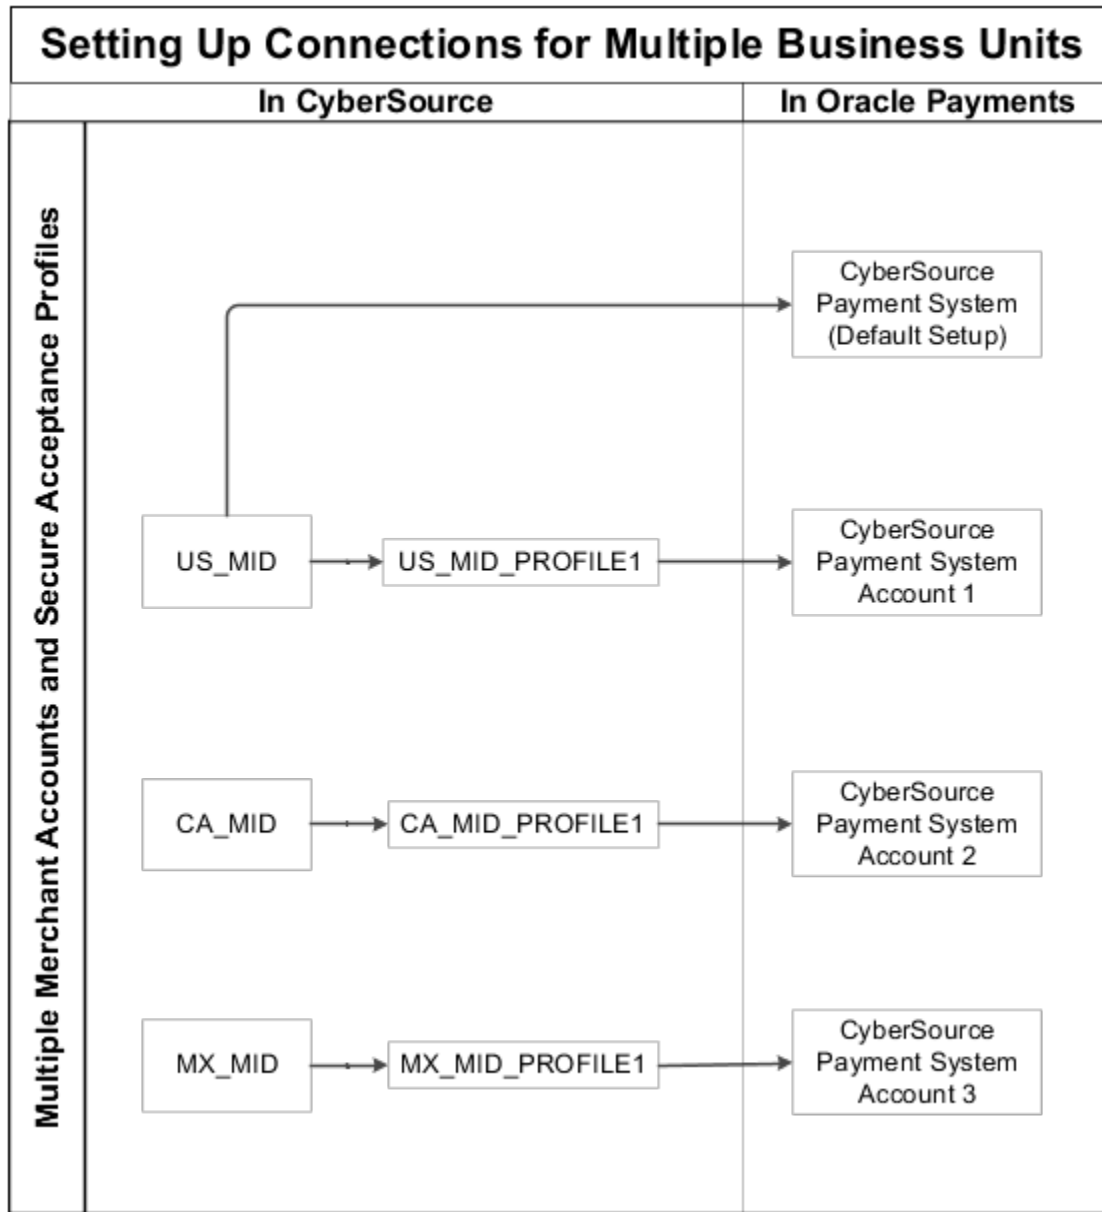 Setting Up Connections for Multiple Business Units
In CyberSource
In Oracle Payments
Multiple Merchant Accounts and Secure Acceptance Profiles
CyberSource
Payment System
(Default Setup)
US_MID
US_MID_PROFILE1
CyberSource
Payment System
Account 1
CA_MID
CA_MID_PROFILE1
CyberSource
Payment System
Account 2
MX_MID
MX_MID_PROFILE1
CyberSource
Payment System
Account 3